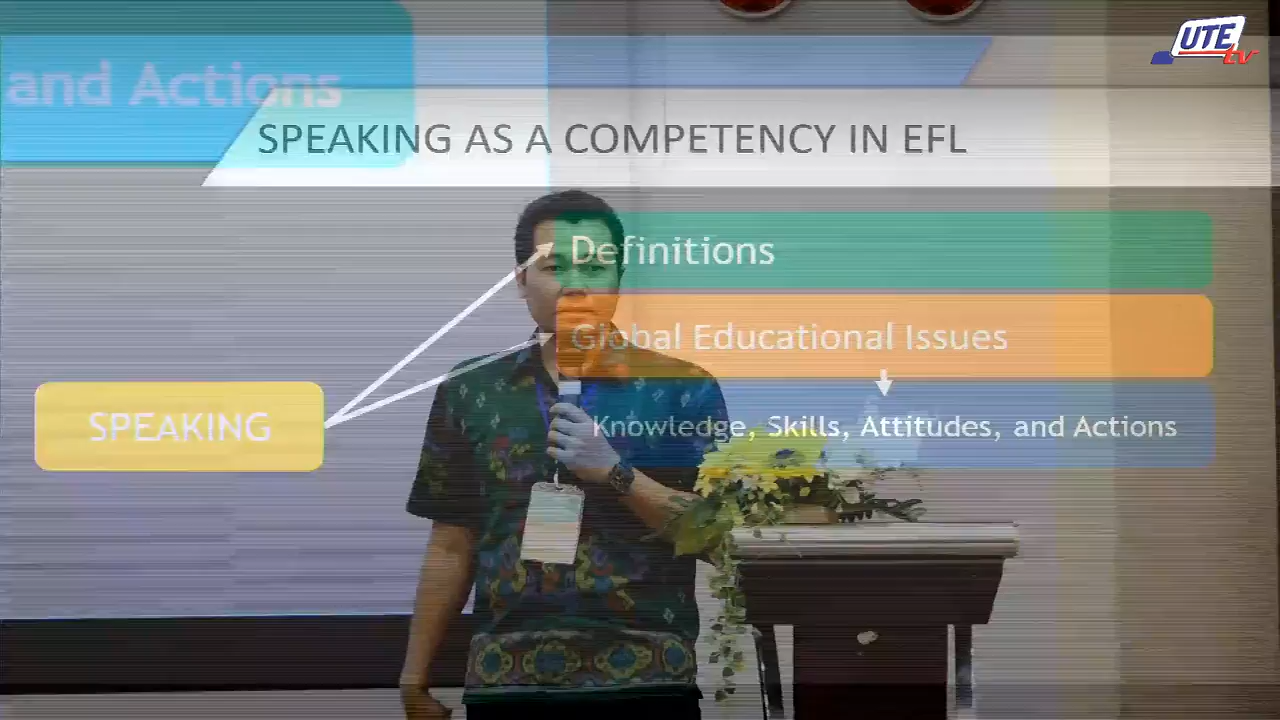 UTE
tv
and Actions
SPEAKING AS A COMPETENCY IN EFL
Definitions
Global Educational Issues
SPEAKING
Knowledge, Skills, Attitudes, and Actions